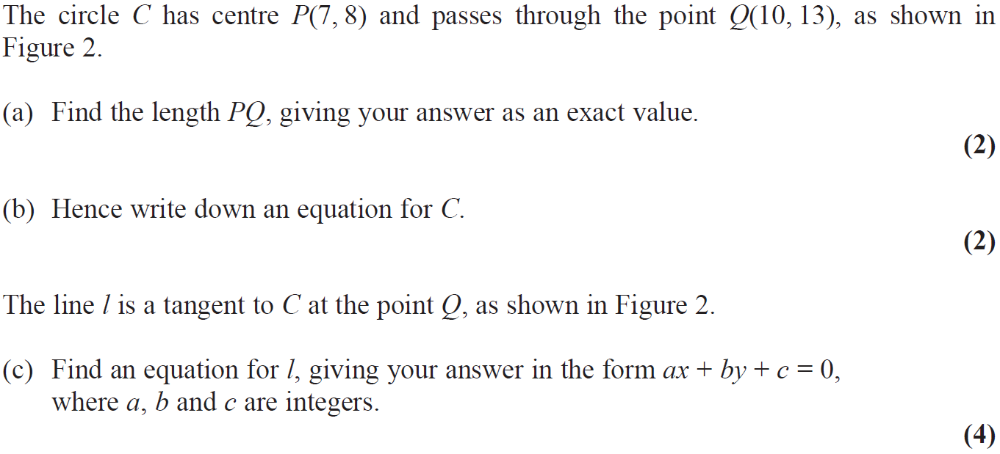 The circle C has centre P(7, 8) and passes through the point Q(10, 13), as shown in
Figure 2.
(a) Find the length PQ, giving your answer as an exact value.
(2)
(b) Hence write down an equation for C.
(2)
The line l is a tangent to C at the point Q, as shown in Figure 2.
(c) Find an equation for l, giving your answer in the form ax + by + c = 0,
where a, b and c are integers.
(4)